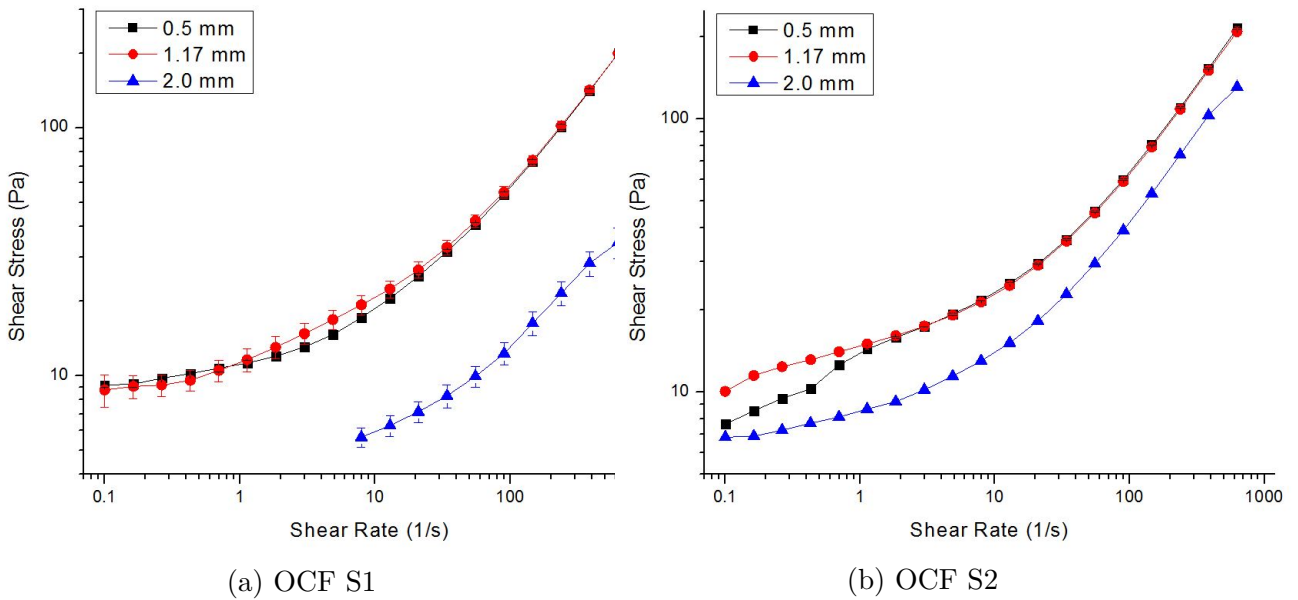 0.5 mm
1.17 mm
2.0 mm
100
10
Shear Stress (Pa)
0.1
1
10
100
Shear Rate (1/s)
(a) OCF S1
0.5 mm
1.17 mm
2.0 mm
100
10
Shear Stress (Pa)
0.1
1
10
100
1000
Shear Rate (1/s)
(b) OCF S2